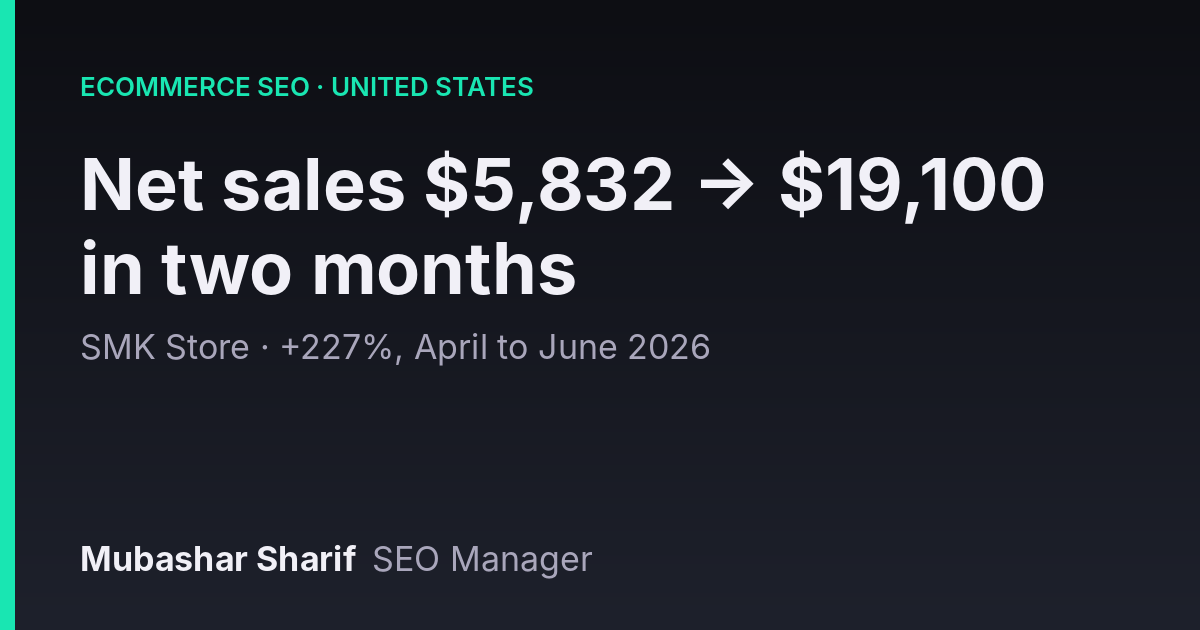 ECOMMERCE SEO · UNITED STATES
Net sales $5,832 → $19,100
in two months
SMK Store · +227%, April to June 2026
Mubashar Sharif SEO Manager